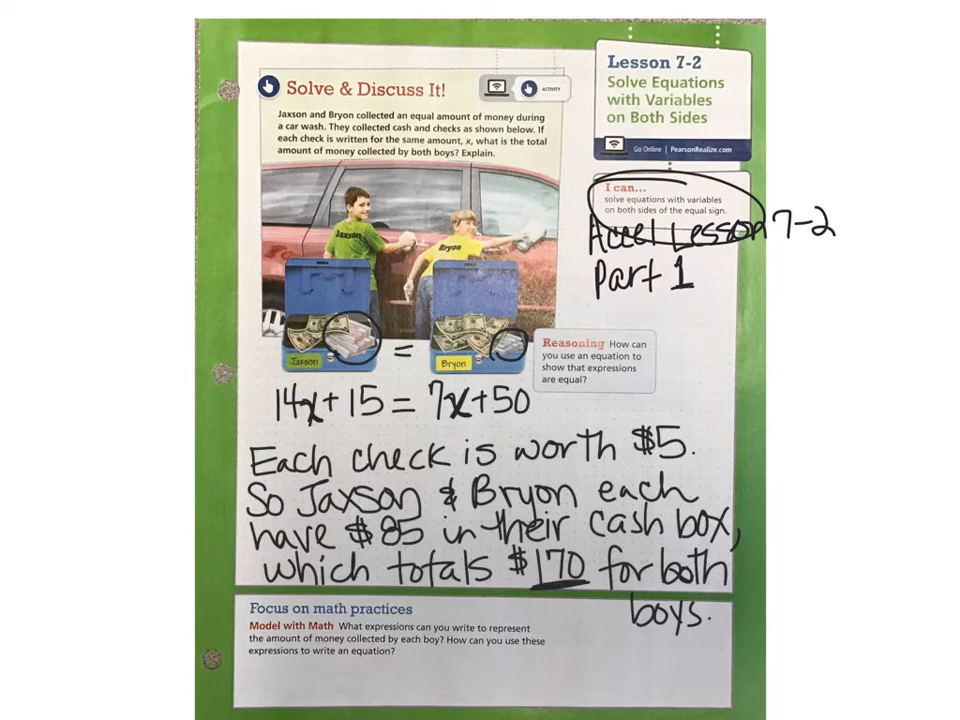 Lesson 7-2
Solve Equations
with Variables
on Both Sides
Go Online | PearsonRealize.com
Solve & Discuss It!
ACTIVITY
Jaxson and Bryon collected an equal amount of money during
a car wash. They collected cash and checks as shown below. If
each check is written for the same amount, x, what is the total
amount of money collected by both boys? Explain.
I can...
solve equations with variables
on both sides of the equal sign.
Accel Lesson 7-2
Part 1
Jaxson
Bryon
Jaxson
=
Bryon
Reasoning How can
you use an equation to
show that expressions
are equal?
14x + 15 = 7x + 50
Each check is worth $5.
So Jaxson & Bryon each
have $85 in their cash box,
which totals $170 for both
boys.
Focus on math practices
Model with Math What expressions can you write to represent
the amount of money collected by each boy? How can you use these
expressions to write an equation?